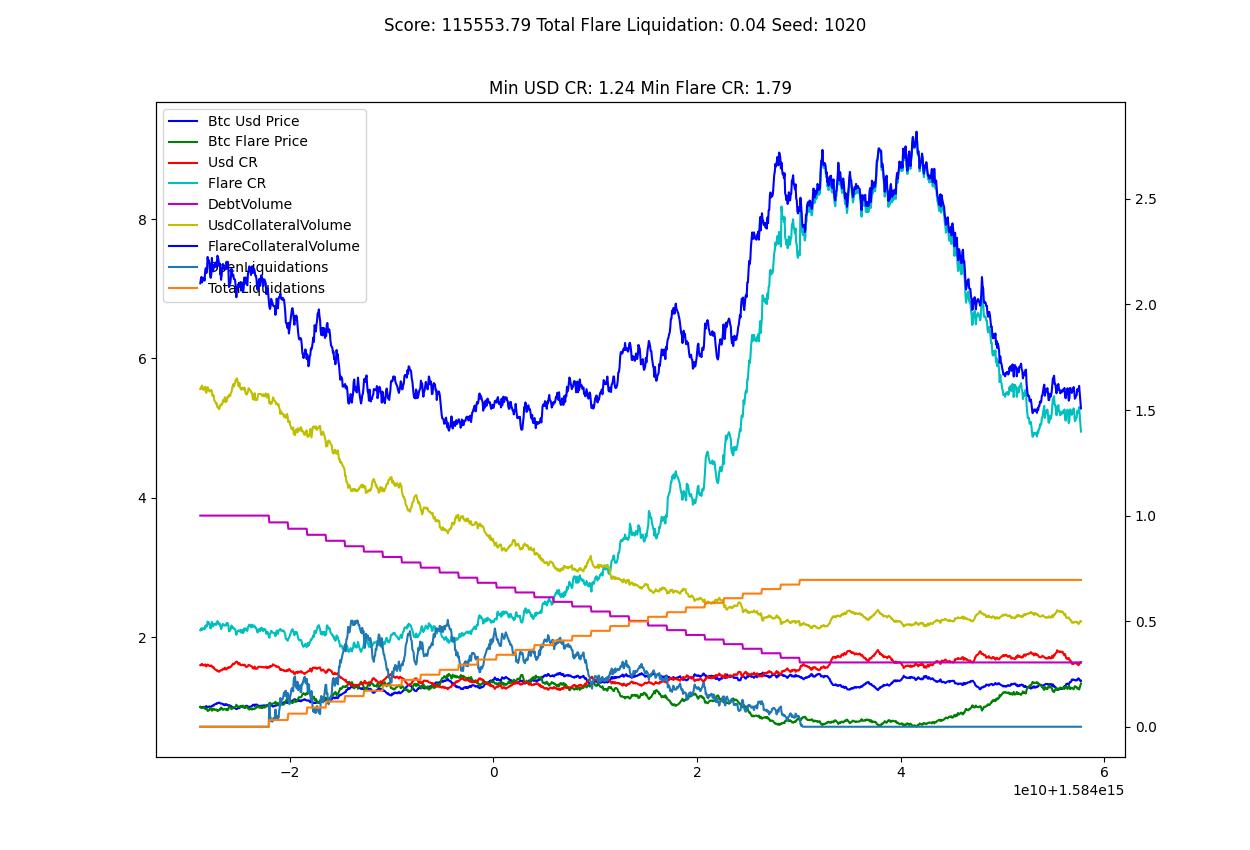 Score: 115553.79 Total Flare Liquidation: 0.04 Seed: 1020
Min USD CR: 1.24 Min Flare CR: 1.79
Btc Usd Price
Btc Flare Price
Usd CR
Flare CR
DebtVolume
UsdCollateralVolume
FlareCollateralVolume
OpenLiquidations
TotalLiquidations
8
6
4
2
2.5
2.0
1.5
1.0
0.5
0.0
−2
0
2
4
6
1e10+1.584e15